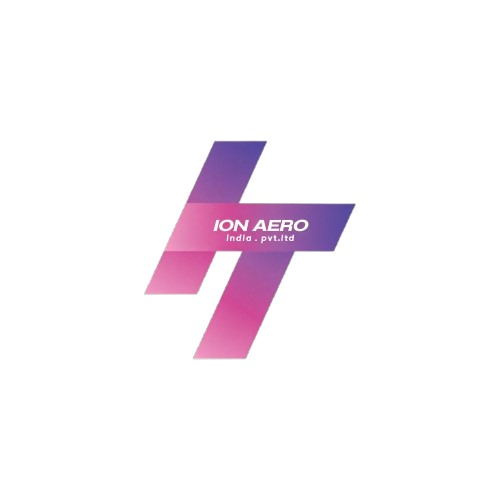 ION AERO
India . pvt.ltd